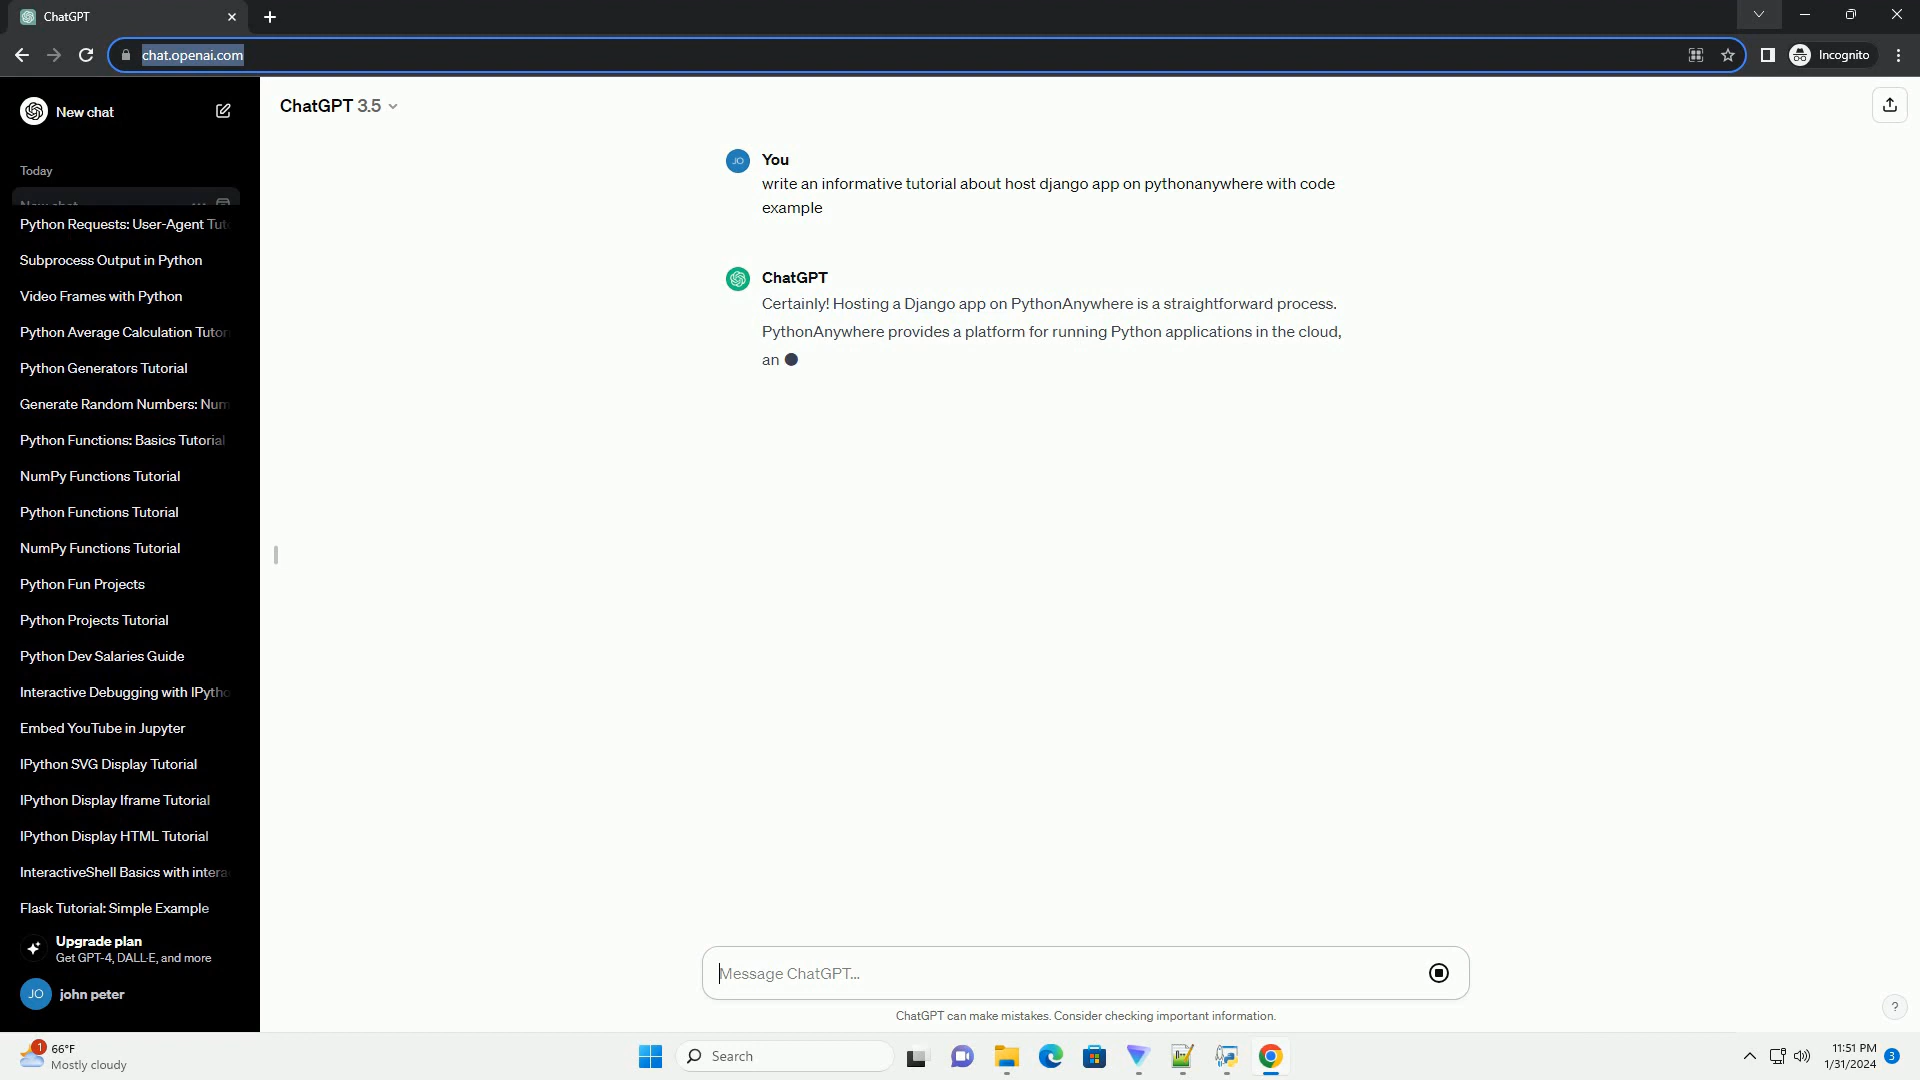 ChatGPT
chat.openai.com
Incognito
New chat
Today
New chat
Python Requests: User-Agent Tut
Subprocess Output in Python
Video Frames with Python
Python Average Calculation Tutor
Python Generators Tutorial
Generate Random Numbers: Num
Python Functions: Basics Tutorial
NumPy Functions Tutorial
Python Functions Tutorial
NumPy Functions Tutorial
Python Fun Projects
Python Projects Tutorial
Python Dev Salaries Guide
Interactive Debugging with IPytho
Embed YouTube in Jupyter
IPython SVG Display Tutorial
IPython Display Iframe Tutorial
IPython Display HTML Tutorial
InteractiveShell Basics with intera
Flask Tutorial: Simple Example
Upgrade plan
Get GPT-4, DALL·E, and more
JO john peter
ChatGPT 3.5
JO You
write an informative tutorial about host django app on pythonanywhere with code
example
ChatGPT
Certainly! Hosting a Django app on PythonAnywhere is a straightforward process.
PythonAnywhere provides a platform for running Python applications in the cloud,
an
Message ChatGPT...
ChatGPT can make mistakes. Consider checking important information.
?
1
66°F
Mostly cloudy
Search
11:51 PM
1/31/2024
3